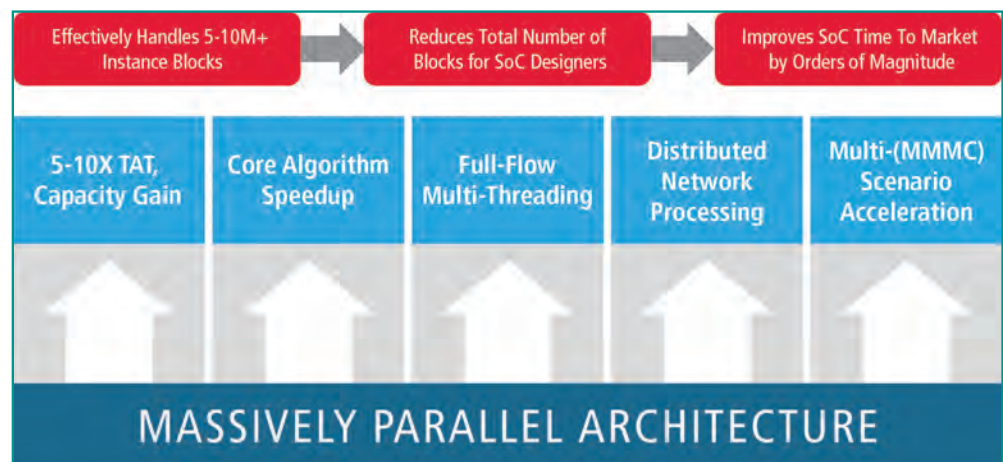 Effectively Handles 5-10M+
Instance Blocks
Reduces Total Number of
Blocks for SoC Designers
Improves SoC Time To Market
by Orders of Magnitude
5-10X TAT,
Capacity Gain
Core Algorithm
Speedup
Full-Flow
Multi-Threading
Distributed
Network
Processing
Multi-(MMMC)
Scenario
Acceleration
MASSIVELY PARALLEL ARCHITECTURE